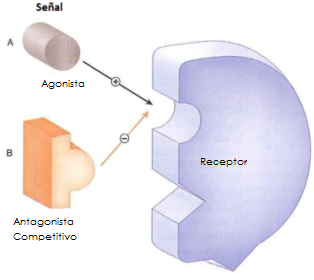 Señal
A
Agonista
+
Receptor
B
−
Antagonista
Competitivo